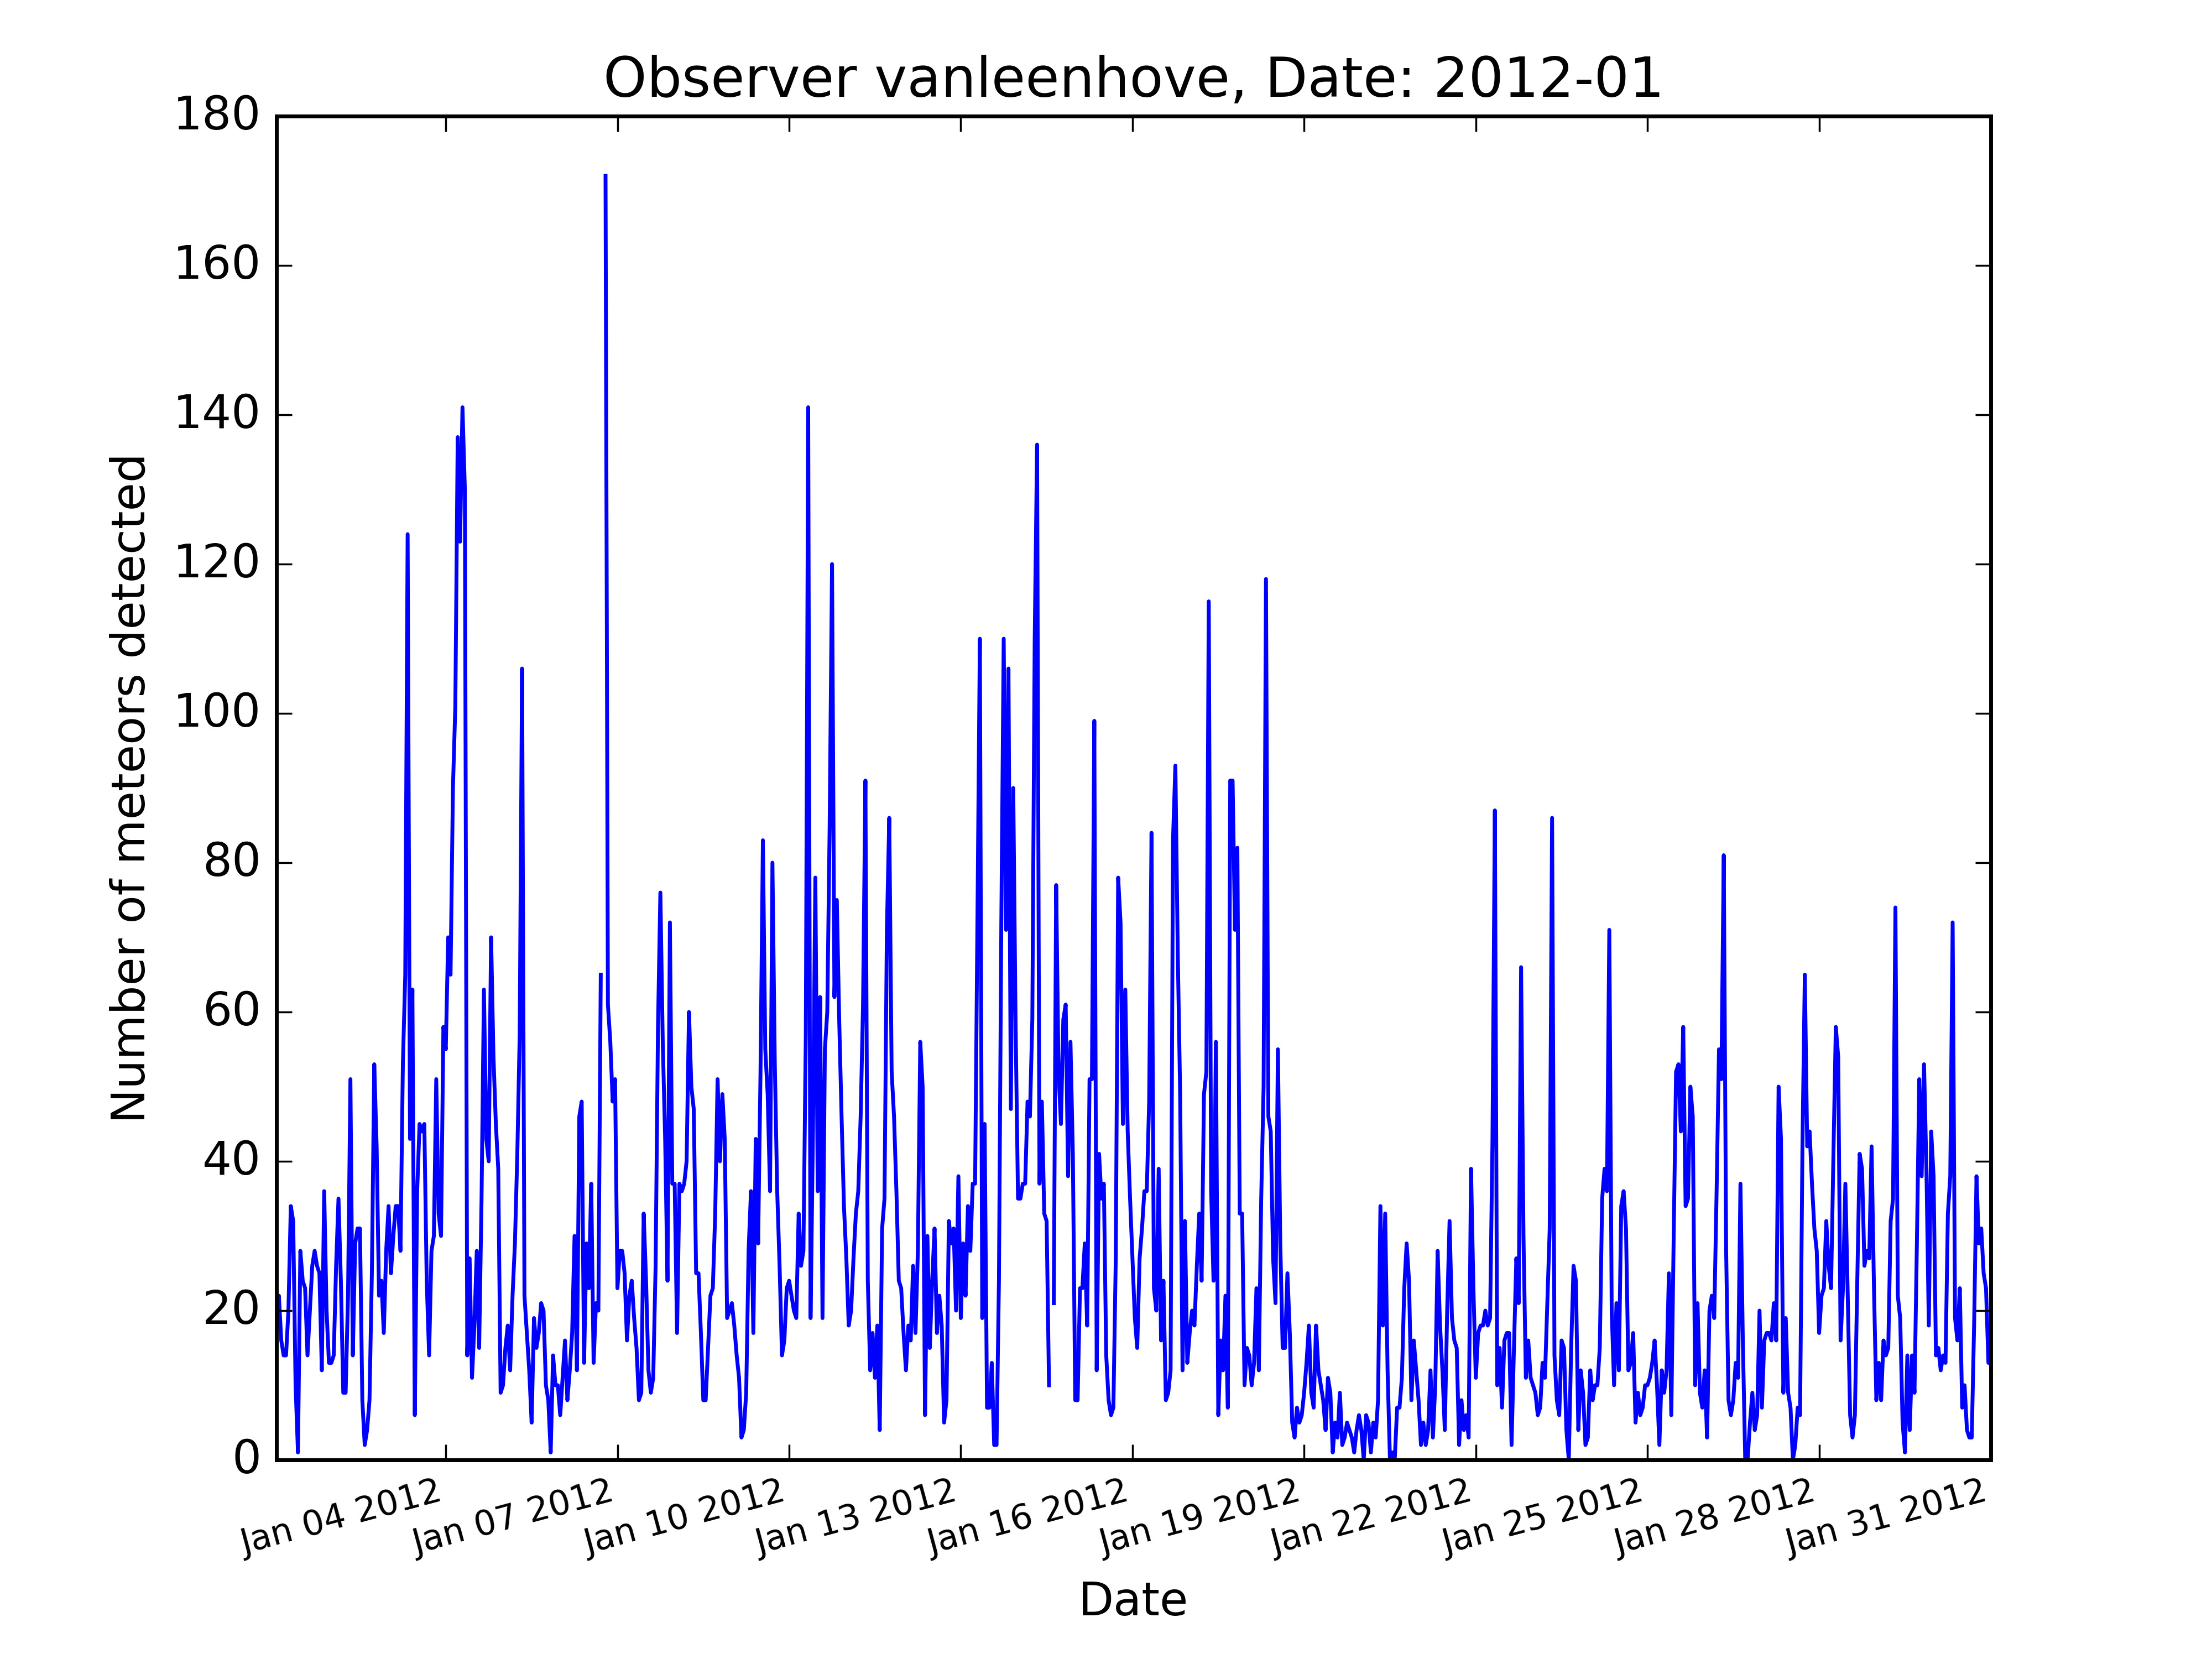 Observer vanleenhove, Date: 2012-01
180
160
140
120
100
80
60
40
20
0
Number of meteors detected
Jan 04 2012
Jan 07 2012
Jan 10 2012
Jan 13 2012
Jan 16 2012
Jan 19 2012
Jan 22 2012
Jan 25 2012
Jan 28 2012
Jan 31 2012
Date